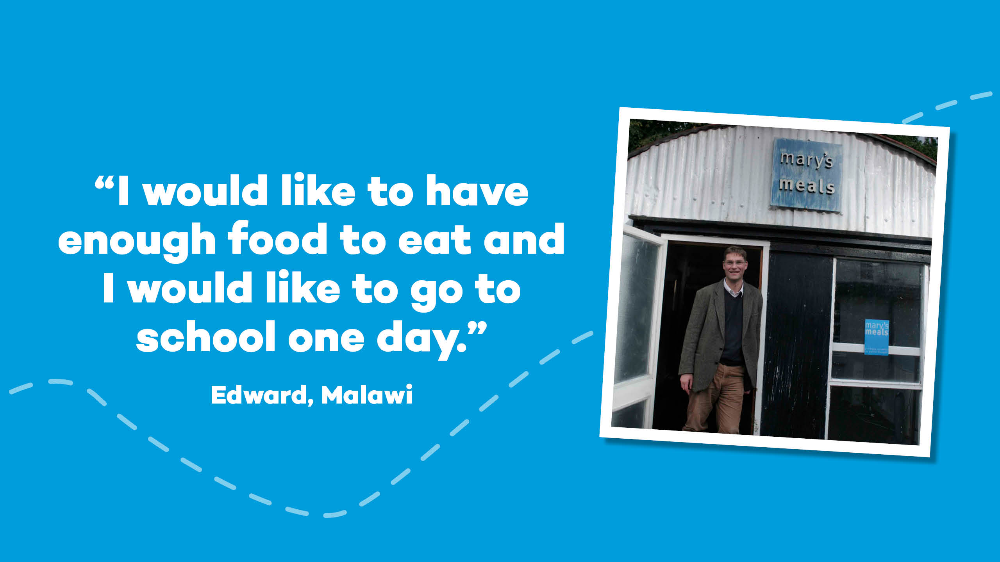 “I would like to have
enough food to eat and
I would like to go to
school one day.”
Edward, Malawi
mary's
meals
mary's
meals